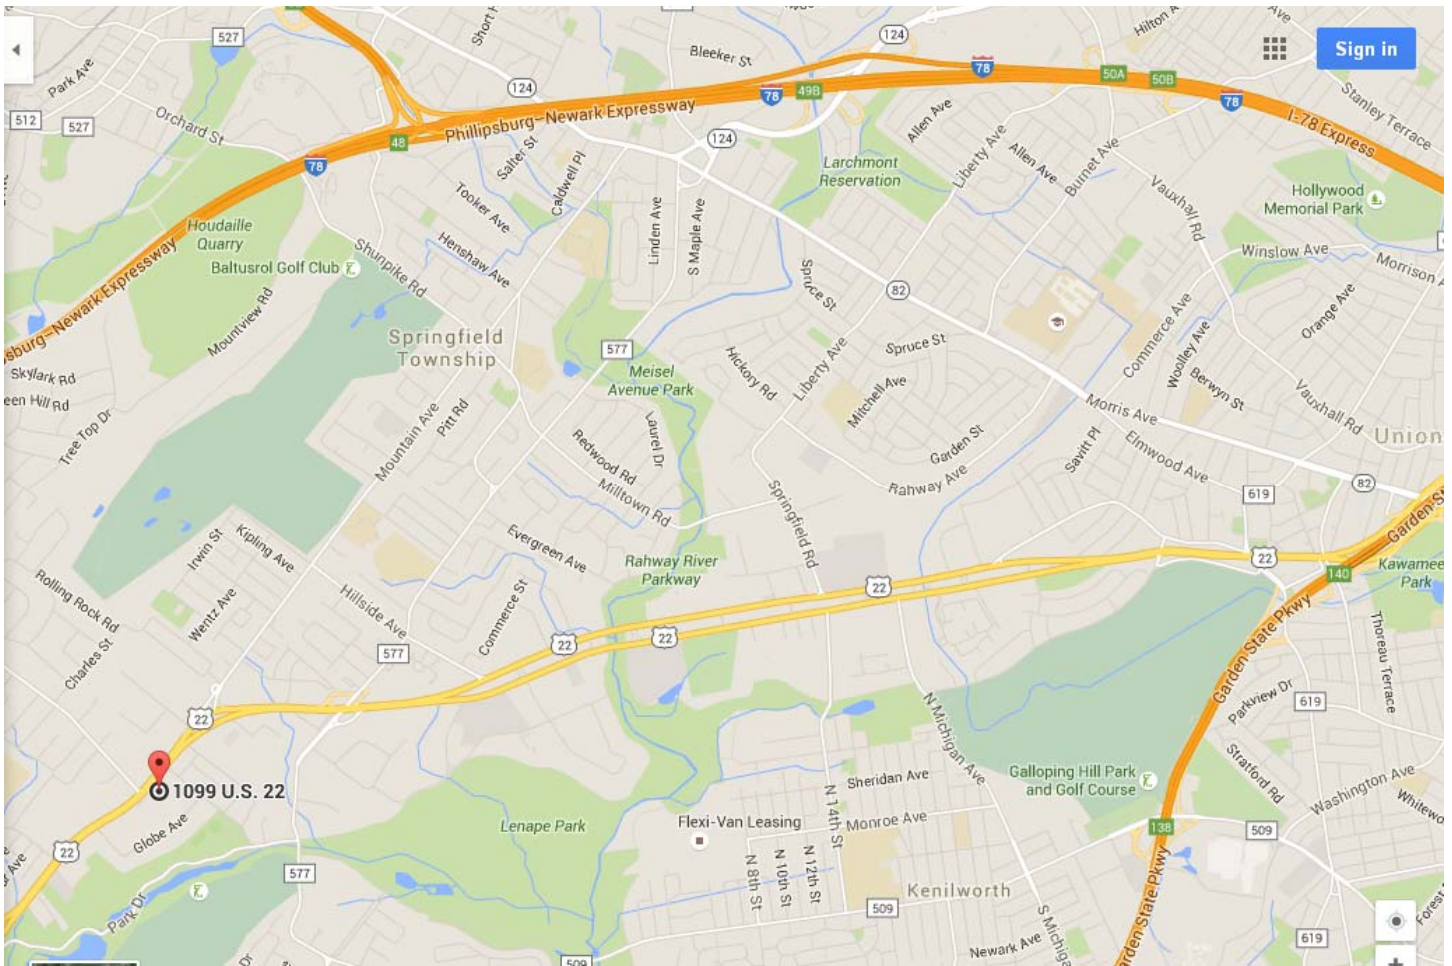 527
Short H
Bleeker St
124
Hilton A
Ave
Sign in
Park Ave
124
78
49B
78
50A
50B
78
Stanley Terrace
512
527
Orchard St
Phillipsburg–Newark Expressway
I-78 Express
48
78
Salter St
Caldwell Pl
124
Larchmont
Reservation
Allen Ave
Liberty Ave
Allen Ave
Burnet Ave
Vauxhall Rd
Hollywood
Memorial Park
Tooker Ave
Linden Ave
S Maple Ave
Houdaille
Quarry
Baltusrol Golf Club
Shunpike Rd
Henshaw Ave
Winslow Ave
Morrison A
sburg–Newark Expressway
Mountview Rd
Spruce St
82
Orange Ave
Springfield
Township
577
Spruce St
Commerce Ave
Woolley Ave
Skylark Rd
een Hill Rd
Meisel
Avenue Park
Hickory Rd
Liberty Ave
Mitchell Ave
Berwyn St
Tree Top Dr
Mountain Ave
Pitt Rd
Laurel Dr
Morris Ave
Vauxhall Rd
Union
Redwood Rd
Garden St
Savitt Pl
Elmwood Ave
Milltown Rd
Springfield Rd
Rahway Ave
619
82
Irwin St
Kipling Ave
Evergreen Ave
Rahway River
Parkway
22
22
140
Garden St
Kawamee
Park
Rolling Rock Rd
Wentz Ave
Hillside Ave
Commerce St
Garden State Pkwy
Thoreau Terrace
Charles St
577
22
22
22
N Michigan Ave
Parkview Dr
619
1099 U.S. 22
Sheridan Ave
Galloping Hill Park
and Golf Course
Stratford Rd
Washington Ave
Whitewo
22
Globe Ave
Lenape Park
Flexi-Van Leasing
N 14th St
Monroe Ave
138
509
577
N 8th St
N 10th St
N 12th St
Kenilworth
Park Dr
509
S Michiga
Garden State Pkwy
Forest
619
Newark Ave
509